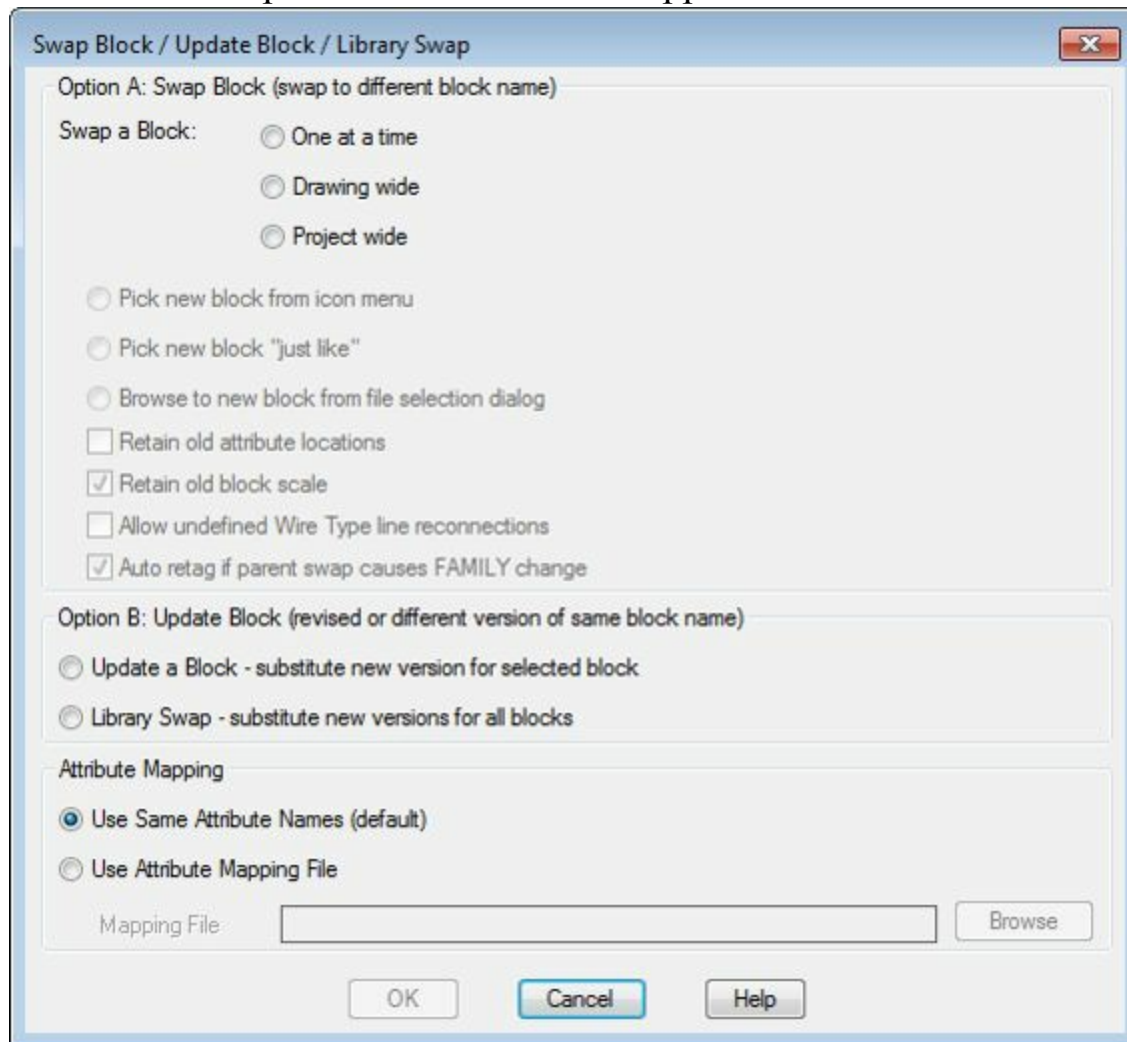 Swap Block / Update Block / Library Swap
Option A: Swap Block (swap to different block name)
Swap a Block:
One at a time
Drawing wide
Project wide
Pick new block from icon menu
Pick new block "just like"
Browse to new block from file selection dialog
Retain old attribute locations
Retain old block scale
Allow undefined Wire Type line reconnections
Auto retag if parent swap causes FAMILY change
Option B: Update Block (revised or different version of same block name)
Update a Block - substitute new version for selected block
Library Swap - substitute new versions for all blocks
Attribute Mapping
Use Same Attribute Names (default)
Use Attribute Mapping File
Mapping File
Browse
OK Cancel Help